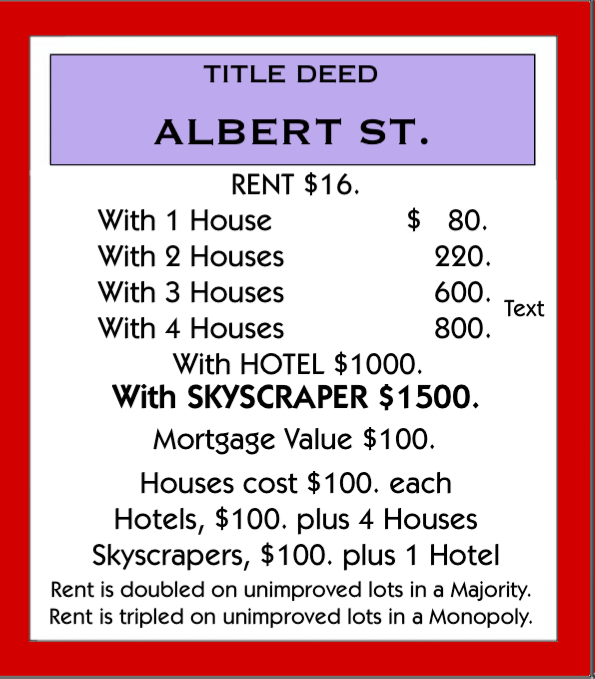 TITLE DEED
ALBERT ST.
RENT $16.
With 1 House $ 80.
With 2 Houses 220.
With 3 Houses 600.
Text
With 4 Houses 800.
With HOTEL $1000.
With SKYSCRAPER $1500.
Mortgage Value $100.
Houses cost $100. each
Hotels, $100. plus 4 Houses
Skyscrapers, $100. plus 1 Hotel
Rent is doubled on unimproved lots in a Majority.
Rent is tripled on unimproved lots in a Monopoly.